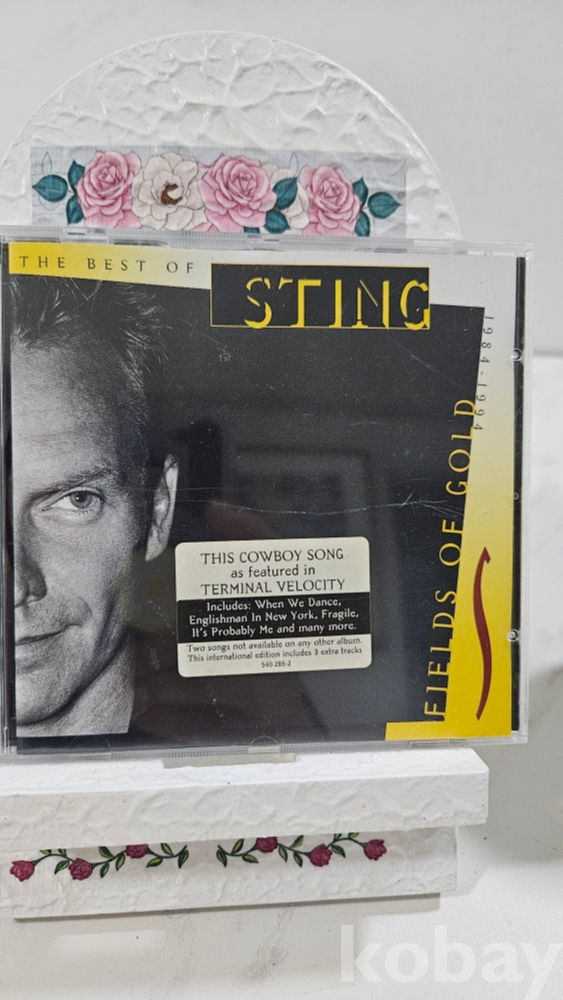 THE BEST OF
STING
1984-1994
FIELDS OF GOLD
THIS COWBOY SONG
as featured in
TERMINAL VELOCITY
Includes: When We Dance,
Englishman In New York, Fragile,
It's Probably Me and many more.
Two songs not available on any other album.
This international edition includes 3 extra tracks
540 286-2
kobay